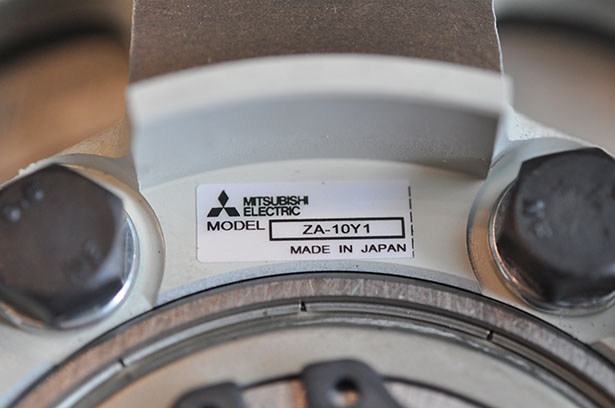 MITSUBISHI
ELECTRIC
MODEL ZA-10Y1
MADE IN JAPAN